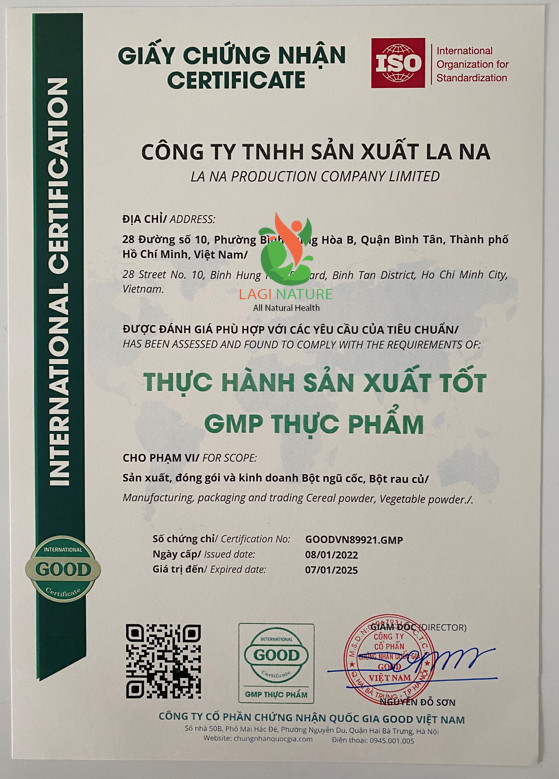 GIẤY CHỨNG NHẬN
CERTIFICATE
ISO
International
Organization for
Standardization
INTERNATIONAL CERTIFICATION
CÔNG TY TNHH SẢN XUẤT LA NA
LA NA PRODUCTION COMPANY LIMITED
ĐỊA CHỈ/ ADDRESS:
28 Đường số 10, Phường Bình Hòa B, Quận Bình Tân, Thành phố
Hồ Chí Minh, Việt Nam/
28 Street No. 10, Binh Hung Ward, Binh Tan District, Ho Chi Minh City,
Vietnam.
LAGI NATURE
All Natural Health
ĐƯỢC ĐÁNH GIÁ PHÙ HỢP VỚI CÁC YÊU CẦU CỦA TIÊU CHUẨN/
HAS BEEN ASSESSED AND FOUND TO COMPLY WITH THE REQUIREMENTS OF:
THỰC HÀNH SẢN XUẤT TỐT
GMP THỰC PHẨM
CHO PHẠM VI/ FOR SCOPE:
Sản xuất, đóng gói và kinh doanh Bột ngũ cốc, Bột rau củ/
Manufacturing, packaging and trading Cereal powder, Vegetable powder./.
Số chứng chỉ/ Certification No: GOODVN89921.GMP
Ngày cấp/ Issued date: 08/01/2022
Giá trị đến/ Expired date: 07/01/2025
INTERNATIONAL
GOOD
Certificate
INTERNATIONAL
GOOD
Certificate
GMP THỰC PHẨM
GIÁM ĐỐC (DIRECTOR)
CÔNG TY
CỔ PHẦN
CHỨNG NHẬN QUỐC GIA
GOOD
VIỆT NAM
Q. HAI BÀ TRƯNG - T.P HÀ NỘI
NGUYỄN ĐỖ SƠN
CÔNG TY CỔ PHẦN CHỨNG NHẬN QUỐC GIA GOOD VIỆT NAM
Số nhà 50B, Phố Mai Hắc Đế, Phường Nguyễn Du, Quận Hai Bà Trưng, Hà Nội
Website: chungnhanquocgia.com Điện thoại: 0945.001.005